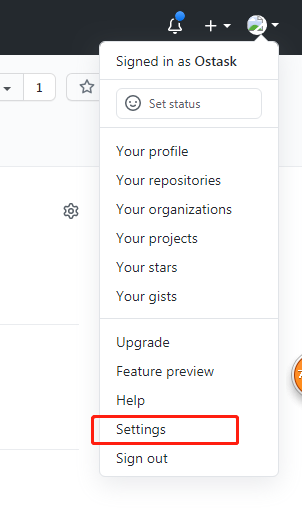 Signed in as Ostask
1
Set status
Your profile
Your repositories
Your organizations
Your projects
Your stars
Your gists
Upgrade
Feature preview
Help
Settings
Sign out